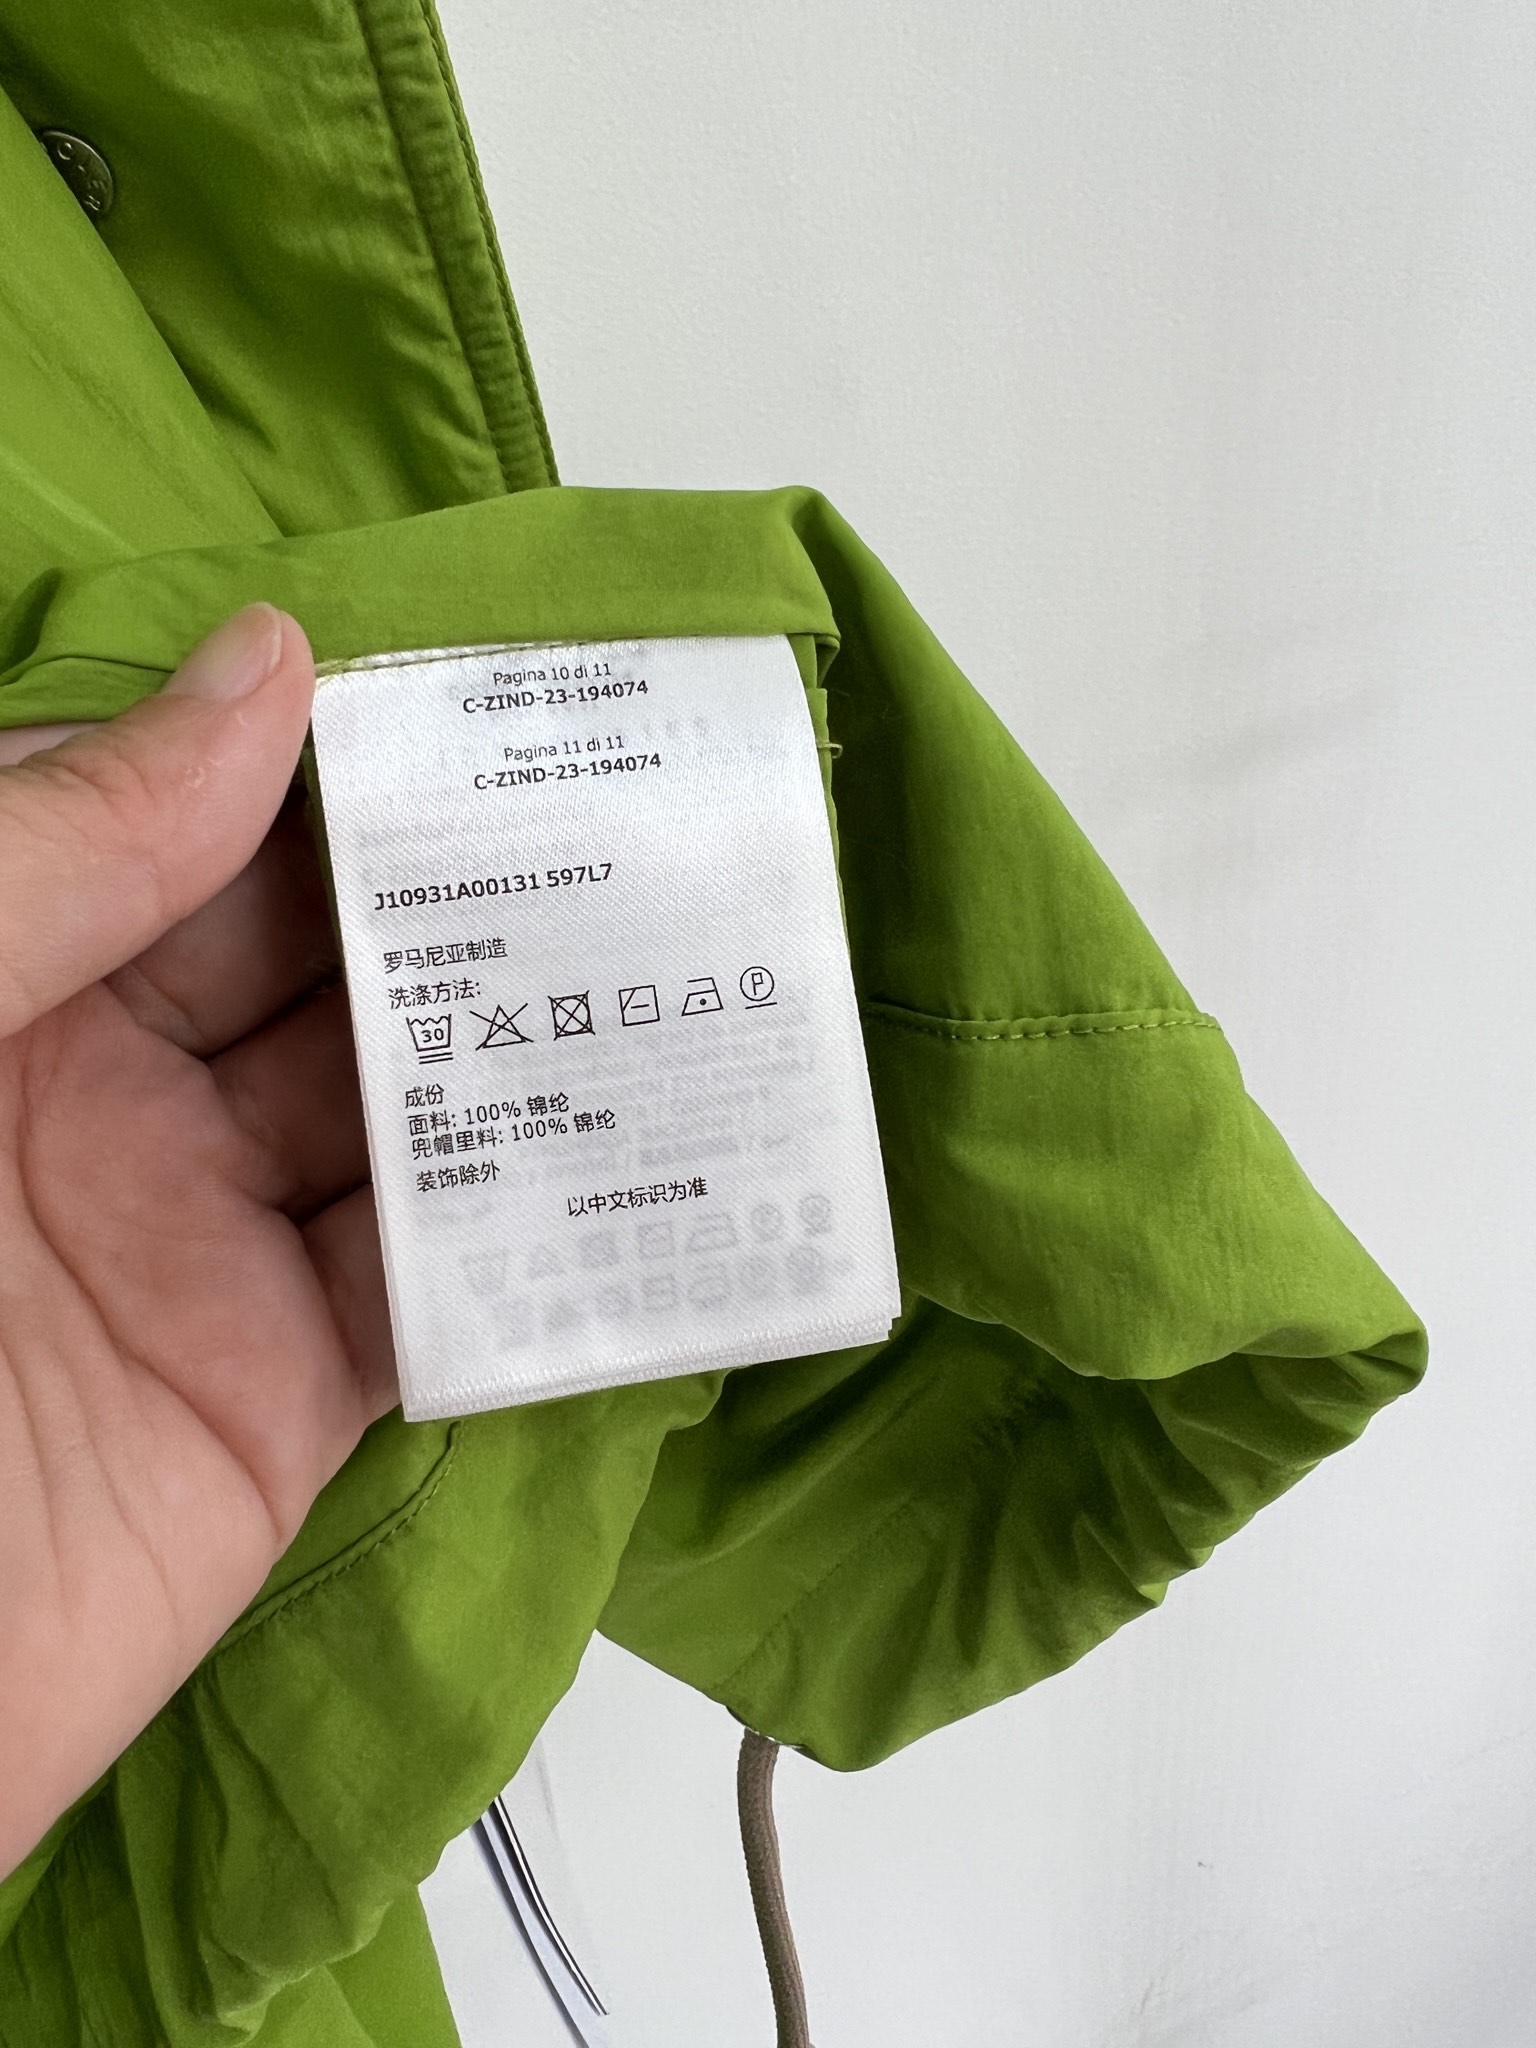 Pagina 10 di 11
C-ZIND-23-194074
Pagina 11 di 11
C-ZIND-23-194074
J10931A00131 597L7
罗马尼亚制造
洗涤方法:
30 P
成份
面料: 100% 锦纶
兜帽里料: 100% 锦纶
装饰除外
以中文标识为准